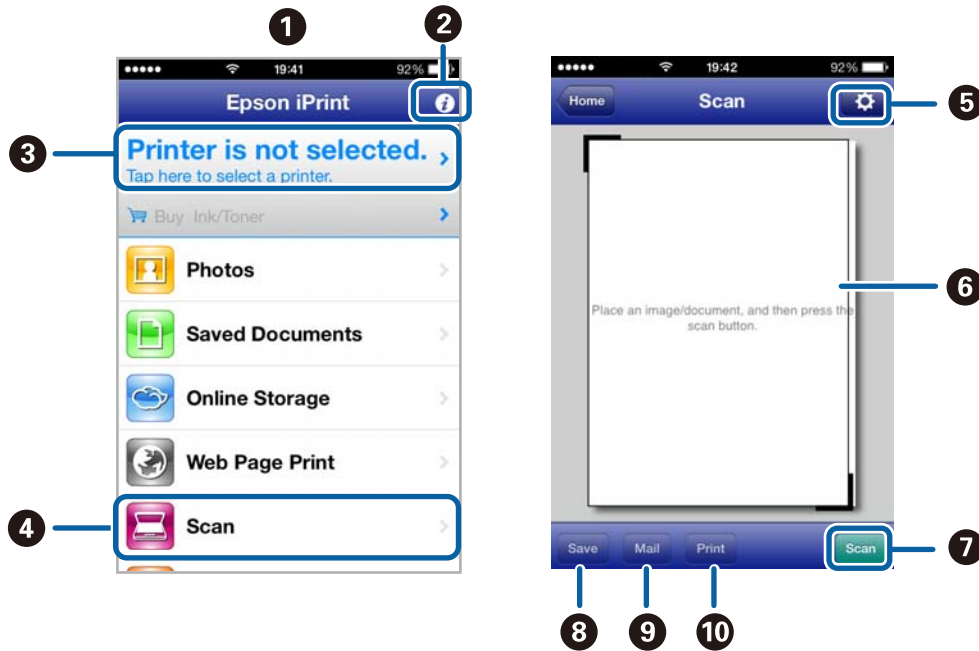 1
2
19:41
92%
Epson iPrint
i
3
Printer is not selected.
Tap here to select a printer.
Buy Ink/Toner
Photos
Saved Documents
Online Storage
Web Page Print
4
Scan
19:42
92%
Home
Scan
5
6
Place an image/document, and then press the
scan button.
Save
Mail
Print
Scan
7
8
9
10